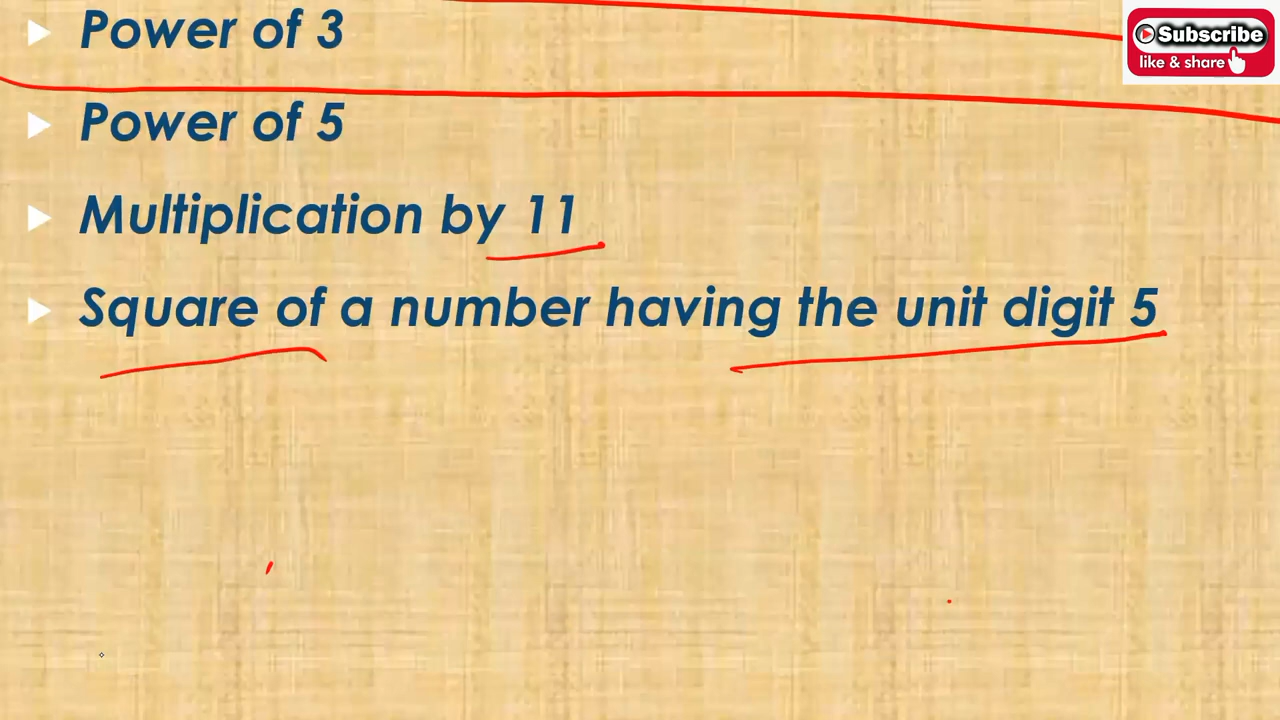 Power of 3
Subscribe
like & share
Power of 5
Multiplication by 11
Square of a number having the unit digit 5